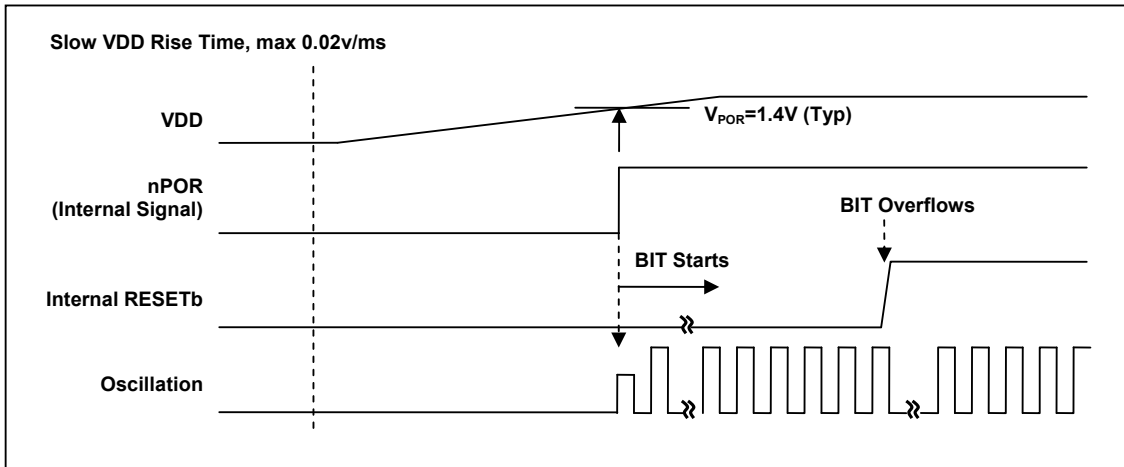 Slow VDD Rise Time, max 0.02v/ms
VDD
VPOR=1.4V (Typ)
nPOR
(Internal Signal)
BIT Overflows
BIT Starts
Internal RESETb
Oscillation